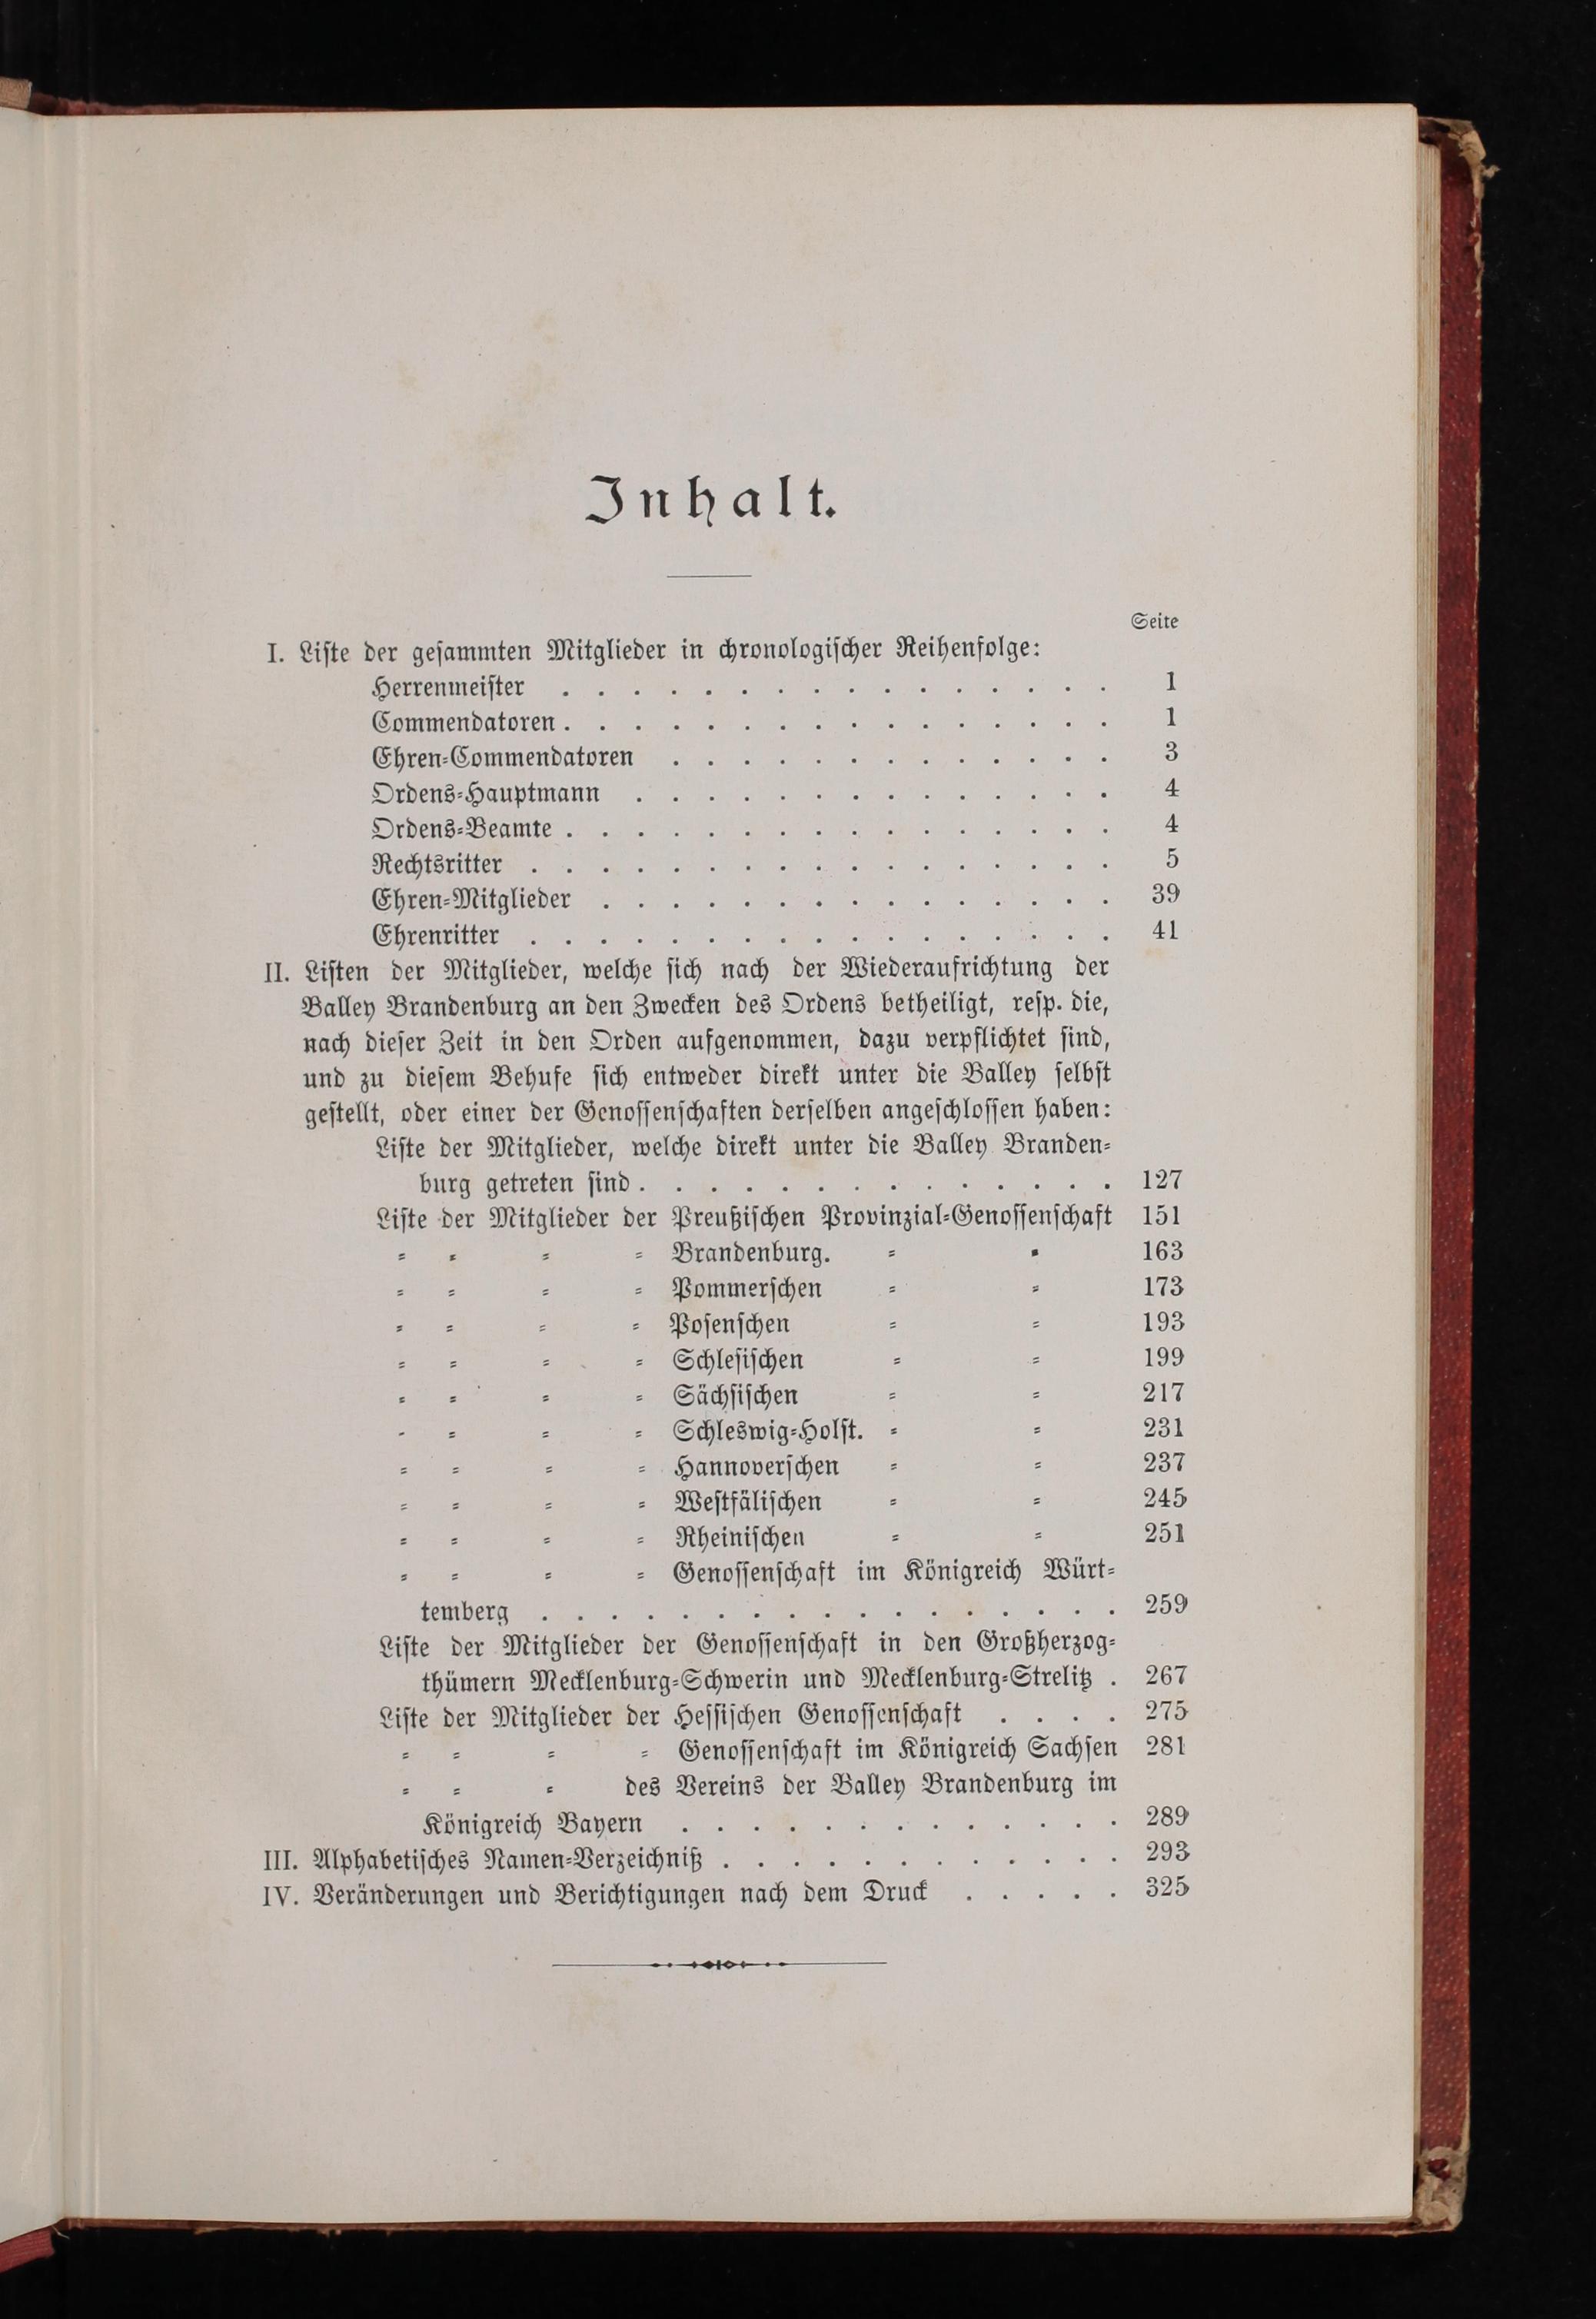 Inhalt.
Seite
I. Liſte der geſammten Mitglieder in chronologiſcher Reihenfolge:
Herrenmeiſter . . . . . . . . . . . . . . . . 1
Commendatoren . . . . . . . . . . . . . . . . 1
Ehren⸗Commendatoren . . . . . . . . . . . . . 3
Ordens⸗Hauptmann . . . . . . . . . . . . . . 4
Ordens⸗Beamte . . . . . . . . . . . . . . . . 4
Rechtsritter . . . . . . . . . . . . . . . . . 5
Ehren⸗Mitglieder . . . . . . . . . . . . . . . 39
Ehrenritter . . . . . . . . . . . . . . . . . 41
II. Liſten der Mitglieder, welche ſich nach der Wiederaufrichtung der
Balley Brandenburg an den Zwecken des Ordens betheiligt, reſp. die,
nach dieſer Zeit in den Orden aufgenommen, dazu verpflichtet ſind,
und zu dieſem Behufe ſich entweder direkt unter die Balley ſelbſt
geſtellt, oder einer der Genoſſenſchaften derſelben angeſchloſſen haben:
Liſte der Mitglieder, welche direkt unter die Balley Branden⸗
burg getreten ſind . . . . . . . . . . . . . . 127
Liſte der Mitglieder der Preußiſchen Provinzial⸗Genoſſenſchaft 151
⸗ ⸗ ⸗ ⸗ Brandenburg. ⸗ ⸗ 163
⸗ ⸗ ⸗ ⸗ Pommerſchen ⸗ ⸗ 173
⸗ ⸗ ⸗ ⸗ Poſenſchen ⸗ ⸗ 193
⸗ ⸗ ⸗ ⸗ Schleſiſchen ⸗ ⸗ 199
⸗ ⸗ ⸗ ⸗ Sächſiſchen ⸗ ⸗ 217
⸗ ⸗ ⸗ ⸗ Schleswig⸗Holſt. ⸗ ⸗ 231
⸗ ⸗ ⸗ ⸗ Hannoverſchen ⸗ ⸗ 237
⸗ ⸗ ⸗ ⸗ Weſtfäliſchen ⸗ ⸗ 245
⸗ ⸗ ⸗ ⸗ Rheiniſchen ⸗ ⸗ 251
⸗ ⸗ ⸗ ⸗ Genoſſenſchaft im Königreich Würt⸗
temberg . . . . . . . . . . . . . . . . . 259
Liſte der Mitglieder der Genoſſenſchaft in den Großherzog⸗
thümern Mecklenburg⸗Schwerin und Mecklenburg⸗Strelitz . 267
Liſte der Mitglieder der Heſſiſchen Genoſſenſchaft . . . . 275
⸗ ⸗ ⸗ ⸗ Genoſſenſchaft im Königreich Sachſen 281
⸗ ⸗ ⸗ des Vereins der Balley Brandenburg im
Königreich Bayern . . . . . . . . . . . . . 289
III. Alphabetiſches Namen⸗Verzeichniß . . . . . . . . . . . . 293
IV. Veränderungen und Berichtigungen nach dem Druck . . . . . 325